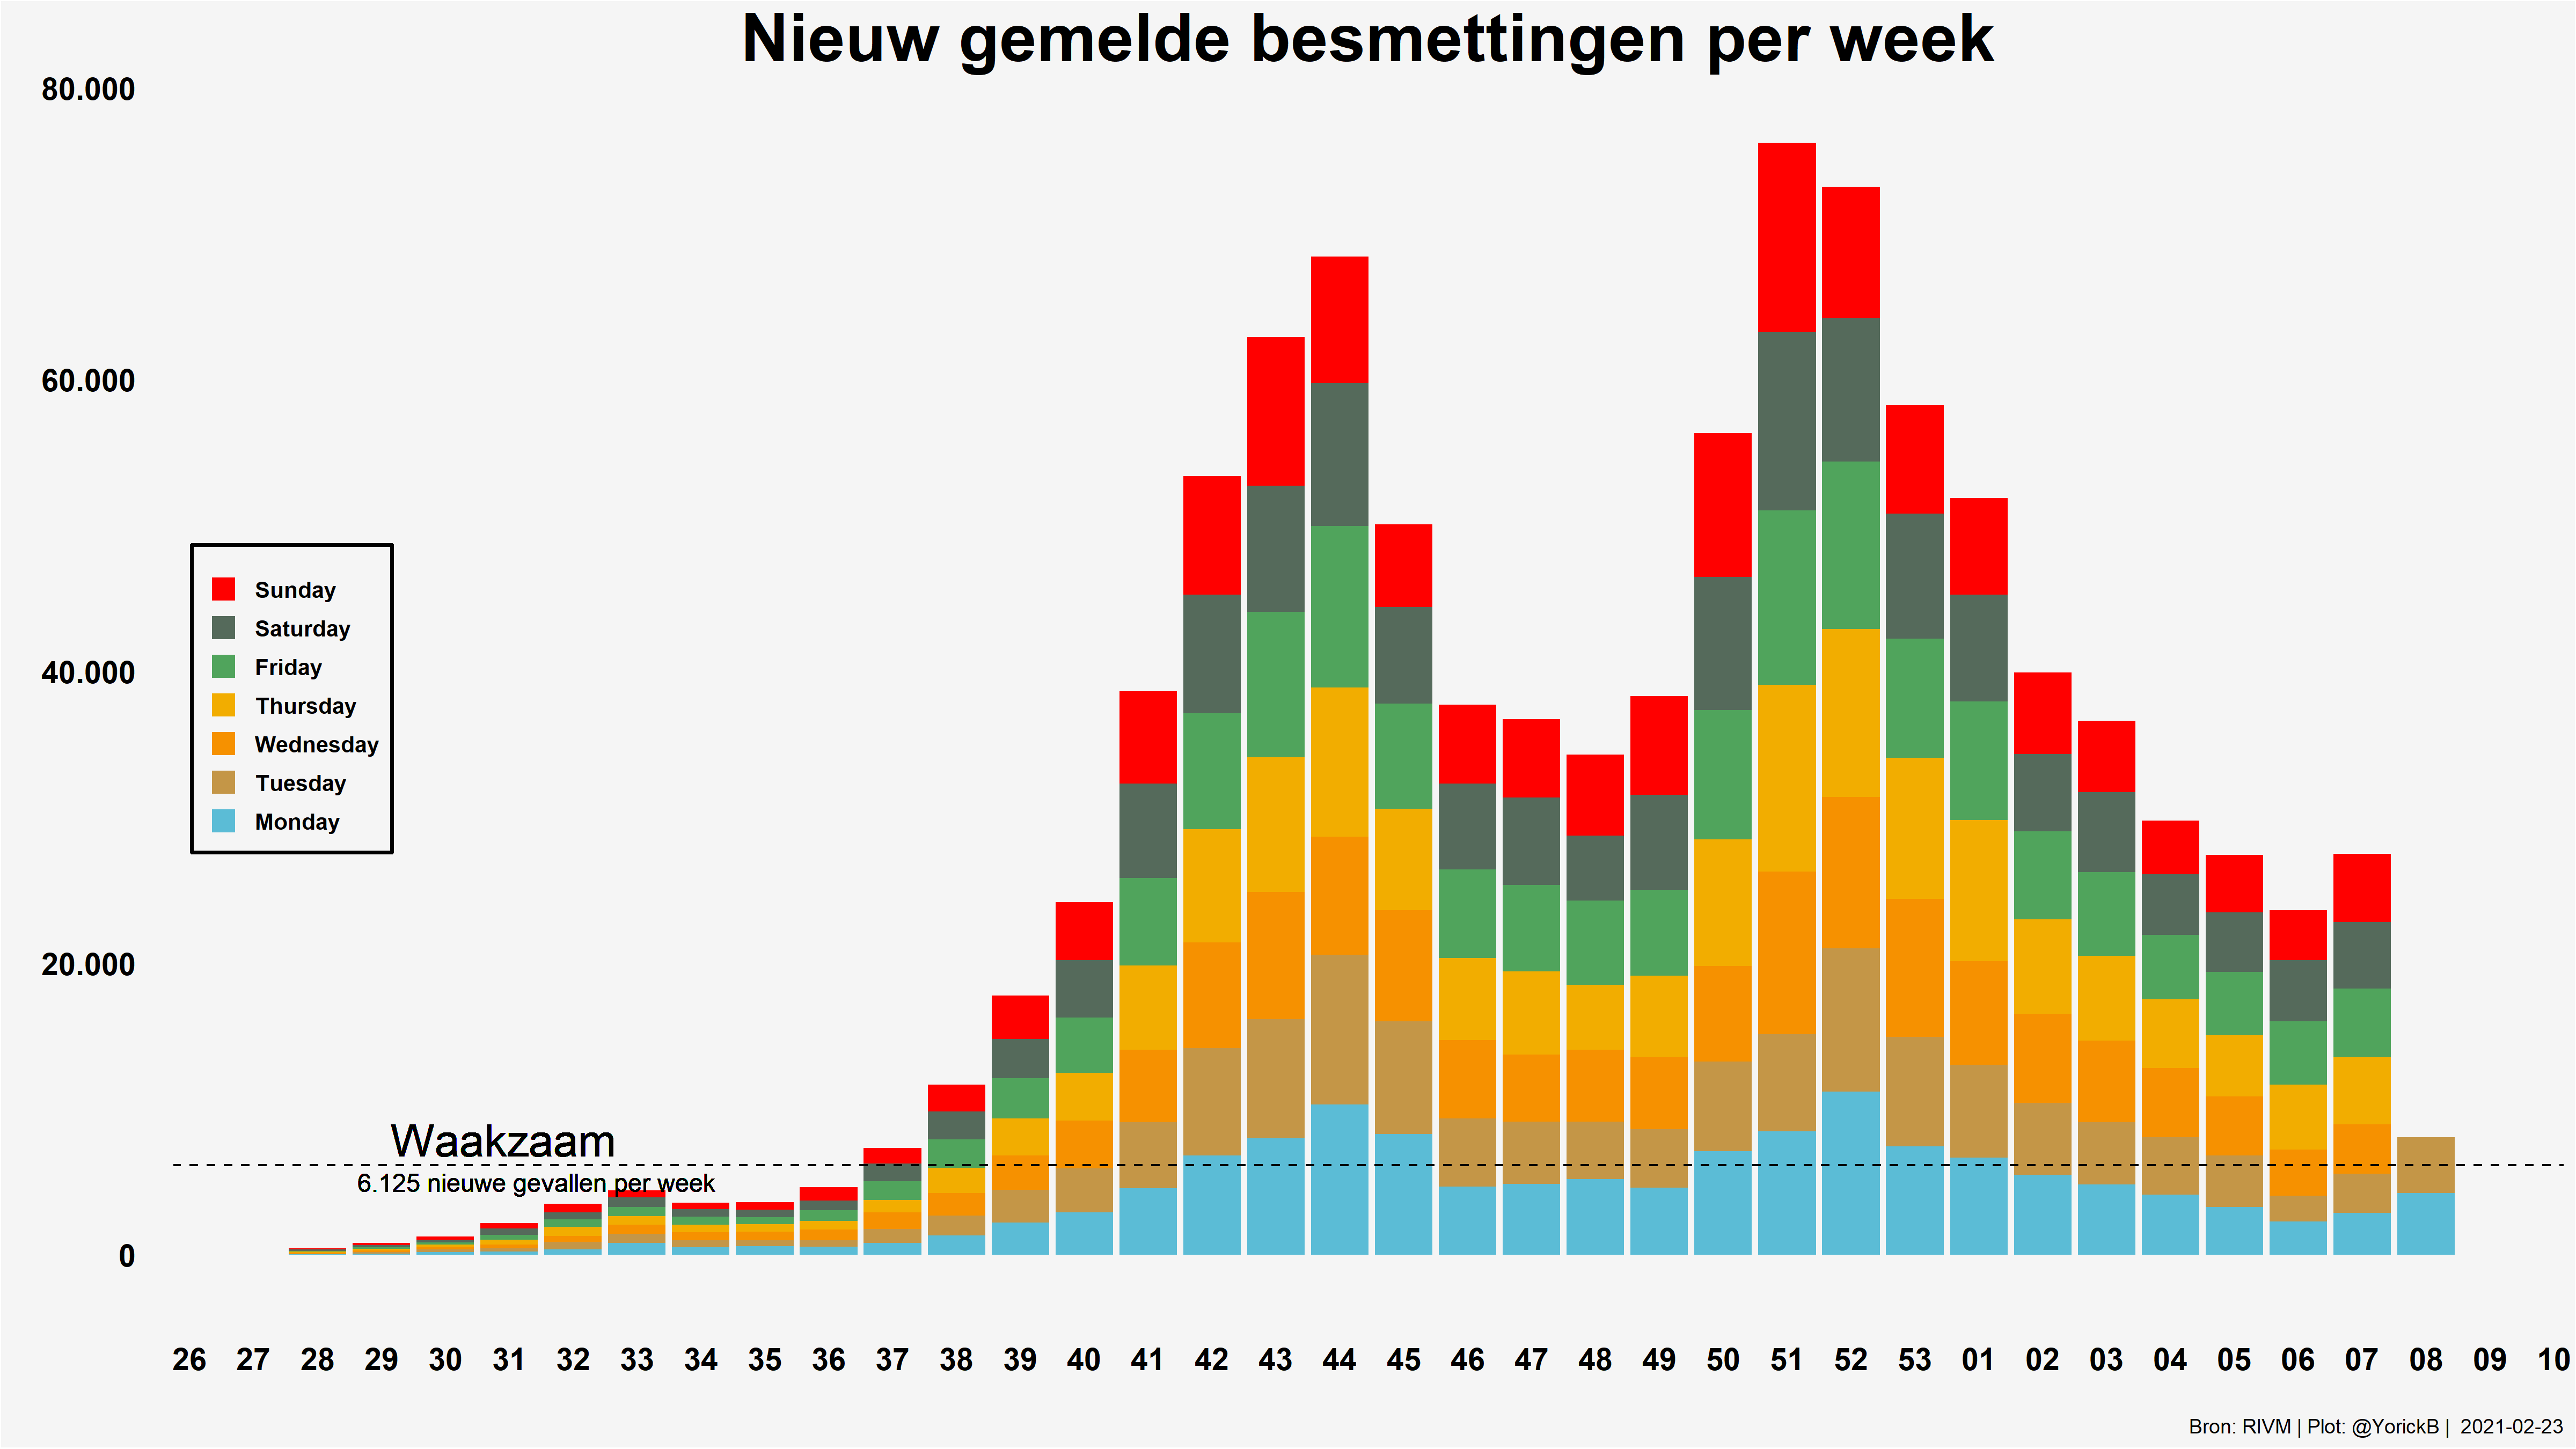 Nieuw gemelde besmettingen per week
80.000
60.000
40.000
20.000
0
Sunday
Saturday
Friday
Thursday
Wednesday
Tuesday
Monday
Waakzaam
6.125 nieuwe gevallen per week
26 27 28 29 30 31 32 33 34 35 36 37 38 39 40 41 42 43 44 45 46 47 48 49 50 51 52 53 01 02 03 04 05 06 07 08 09 10
Bron: RIVM | Plot: @YorickB | 2021-02-23